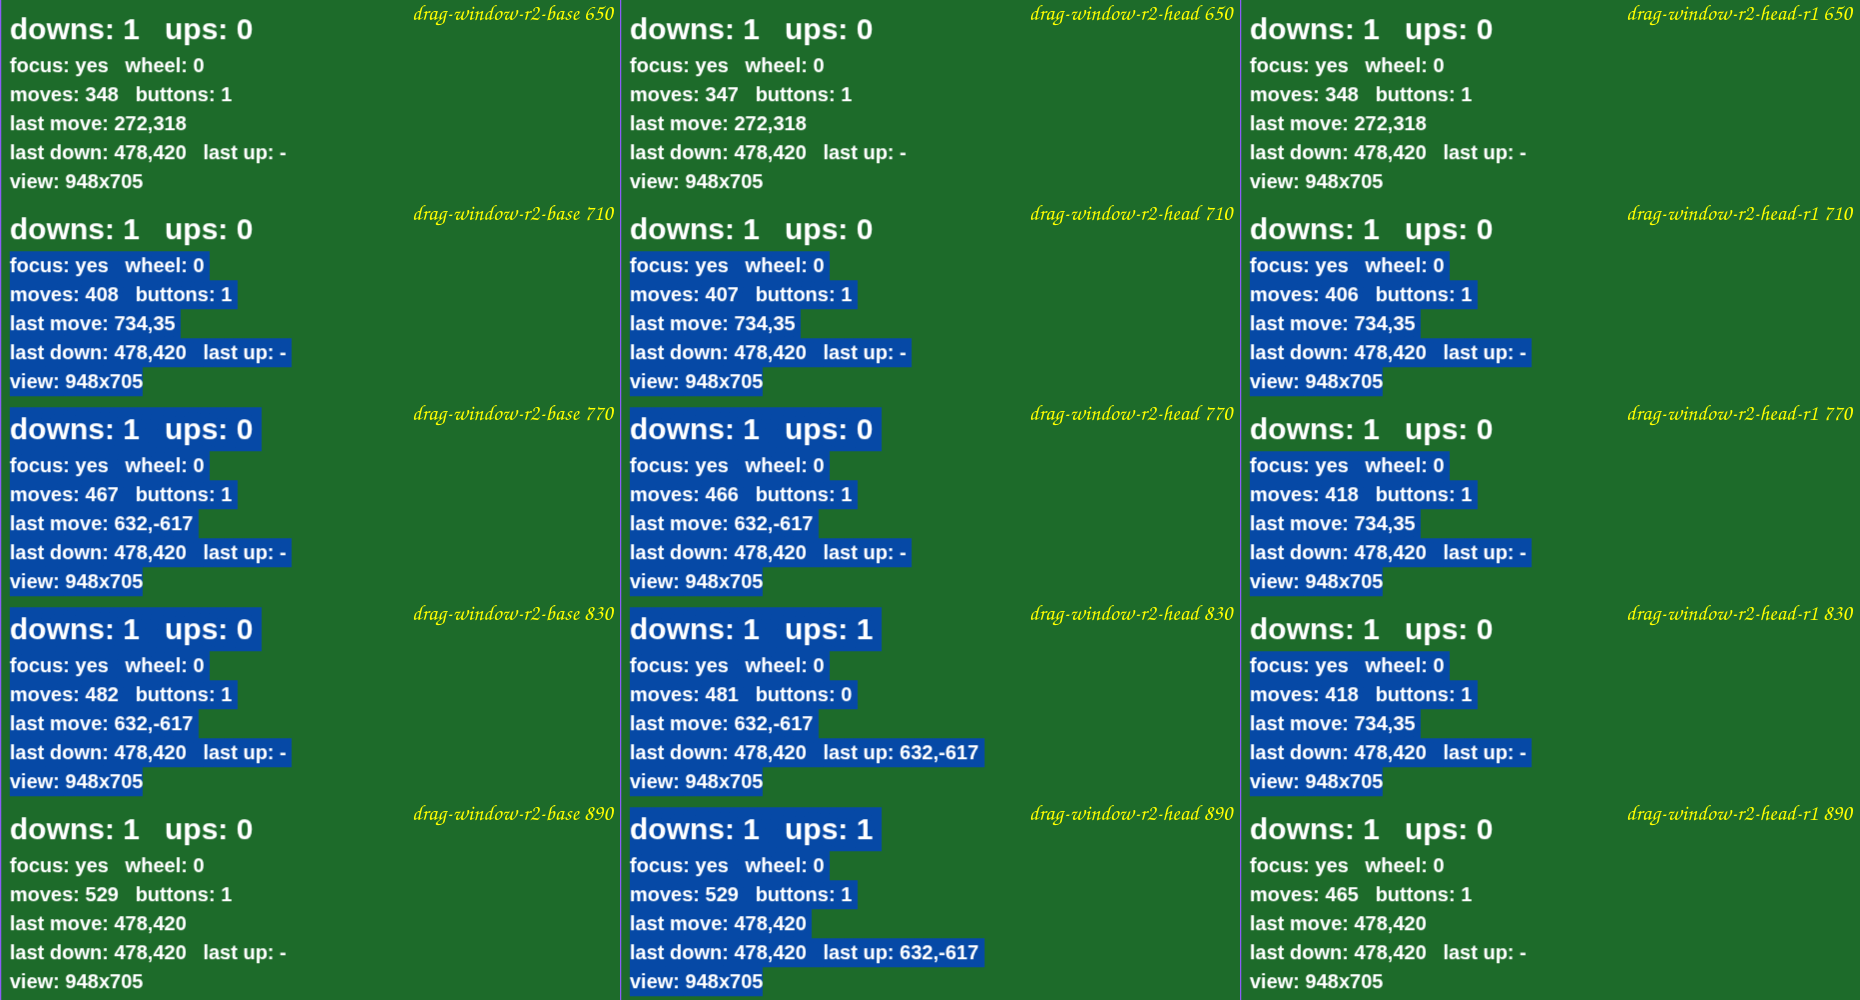 drag-window-r2-base 650
downs: 1 ups: 0
focus: yes wheel: 0
moves: 348 buttons: 1
last move: 272,318
last down: 478,420 last up: -
view: 948x705
drag-window-r2-head 650
downs: 1 ups: 0
focus: yes wheel: 0
moves: 347 buttons: 1
last move: 272,318
last down: 478,420 last up: -
view: 948x705
drag-window-r2-head-r1 650
downs: 1 ups: 0
focus: yes wheel: 0
moves: 348 buttons: 1
last move: 272,318
last down: 478,420 last up: -
view: 948x705
drag-window-r2-base 710
downs: 1 ups: 0
focus: yes wheel: 0
moves: 408 buttons: 1
last move: 734,35
last down: 478,420 last up: -
view: 948x705
drag-window-r2-head 710
downs: 1 ups: 0
focus: yes wheel: 0
moves: 407 buttons: 1
last move: 734,35
last down: 478,420 last up: -
view: 948x705
drag-window-r2-head-r1 710
downs: 1 ups: 0
focus: yes wheel: 0
moves: 406 buttons: 1
last move: 734,35
last down: 478,420 last up: -
view: 948x705
drag-window-r2-base 770
downs: 1 ups: 0
focus: yes wheel: 0
moves: 467 buttons: 1
last move: 632,-617
last down: 478,420 last up: -
view: 948x705
drag-window-r2-head 770
downs: 1 ups: 0
focus: yes wheel: 0
moves: 466 buttons: 1
last move: 632,-617
last down: 478,420 last up: -
view: 948x705
drag-window-r2-head-r1 770
downs: 1 ups: 0
focus: yes wheel: 0
moves: 418 buttons: 1
last move: 734,35
last down: 478,420 last up: -
view: 948x705
drag-window-r2-base 830
downs: 1 ups: 0
focus: yes wheel: 0
moves: 482 buttons: 1
last move: 632,-617
last down: 478,420 last up: -
view: 948x705
drag-window-r2-head 830
downs: 1 ups: 1
focus: yes wheel: 0
moves: 481 buttons: 0
last move: 632,-617
last down: 478,420 last up: 632,-617
view: 948x705
drag-window-r2-head-r1 830
downs: 1 ups: 0
focus: yes wheel: 0
moves: 418 buttons: 1
last move: 734,35
last down: 478,420 last up: -
view: 948x705
drag-window-r2-base 890
downs: 1 ups: 0
focus: yes wheel: 0
moves: 529 buttons: 1
last move: 478,420
last down: 478,420 last up: -
view: 948x705
drag-window-r2-head 890
downs: 1 ups: 1
focus: yes wheel: 0
moves: 529 buttons: 1
last move: 478,420
last down: 478,420 last up: 632,-617
view: 948x705
drag-window-r2-head-r1 890
downs: 1 ups: 0
focus: yes wheel: 0
moves: 465 buttons: 1
last move: 478,420
last down: 478,420 last up: -
view: 948x705